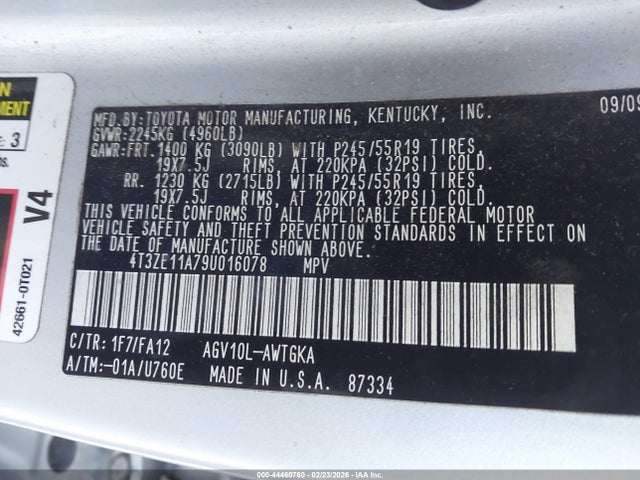 MFD.BY:TOYOTA MOTOR MANUFACTURING, KENTUCKY, INC. 09/09
GVWR:2245KG (4960LB)
GAWR:FRT.1400 KG (3090LB) WITH P245/55R19 TIRES,
19X7.5J RIMS, AT 220KPA (32PSI) COLD.
RR. 1230 KG (2715LB) WITH P245/55R19 TIRES,
19X7.5J RIMS, AT 220KPA (32PSI) COLD.
THIS VEHICLE CONFORMS TO ALL APPLICABLE FEDERAL MOTOR
VEHICLE SAFETY AND THEFT PREVENTION STANDARDS IN EFFECT ON
THE DATE OF MANUFACTURE SHOWN ABOVE.
4T3ZE11A79U016078 MPV
C/TR: 1F7/FA12 AGV10L-AWTGKA
A/TM:-01A/U760E MADE IN U.S.A. 87334
3
V4
42661-0T021
000-44460760 - 02/23/2026 - IAAI.COM